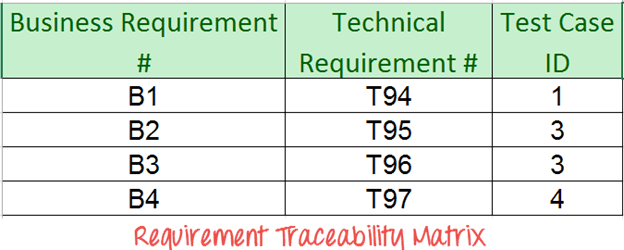 Business Requirement # Technical Requirement # Test Case ID
B1 T94 1
B2 T95 3
B3 T96 3
B4 T97 4
Requirement Traceability Matrix